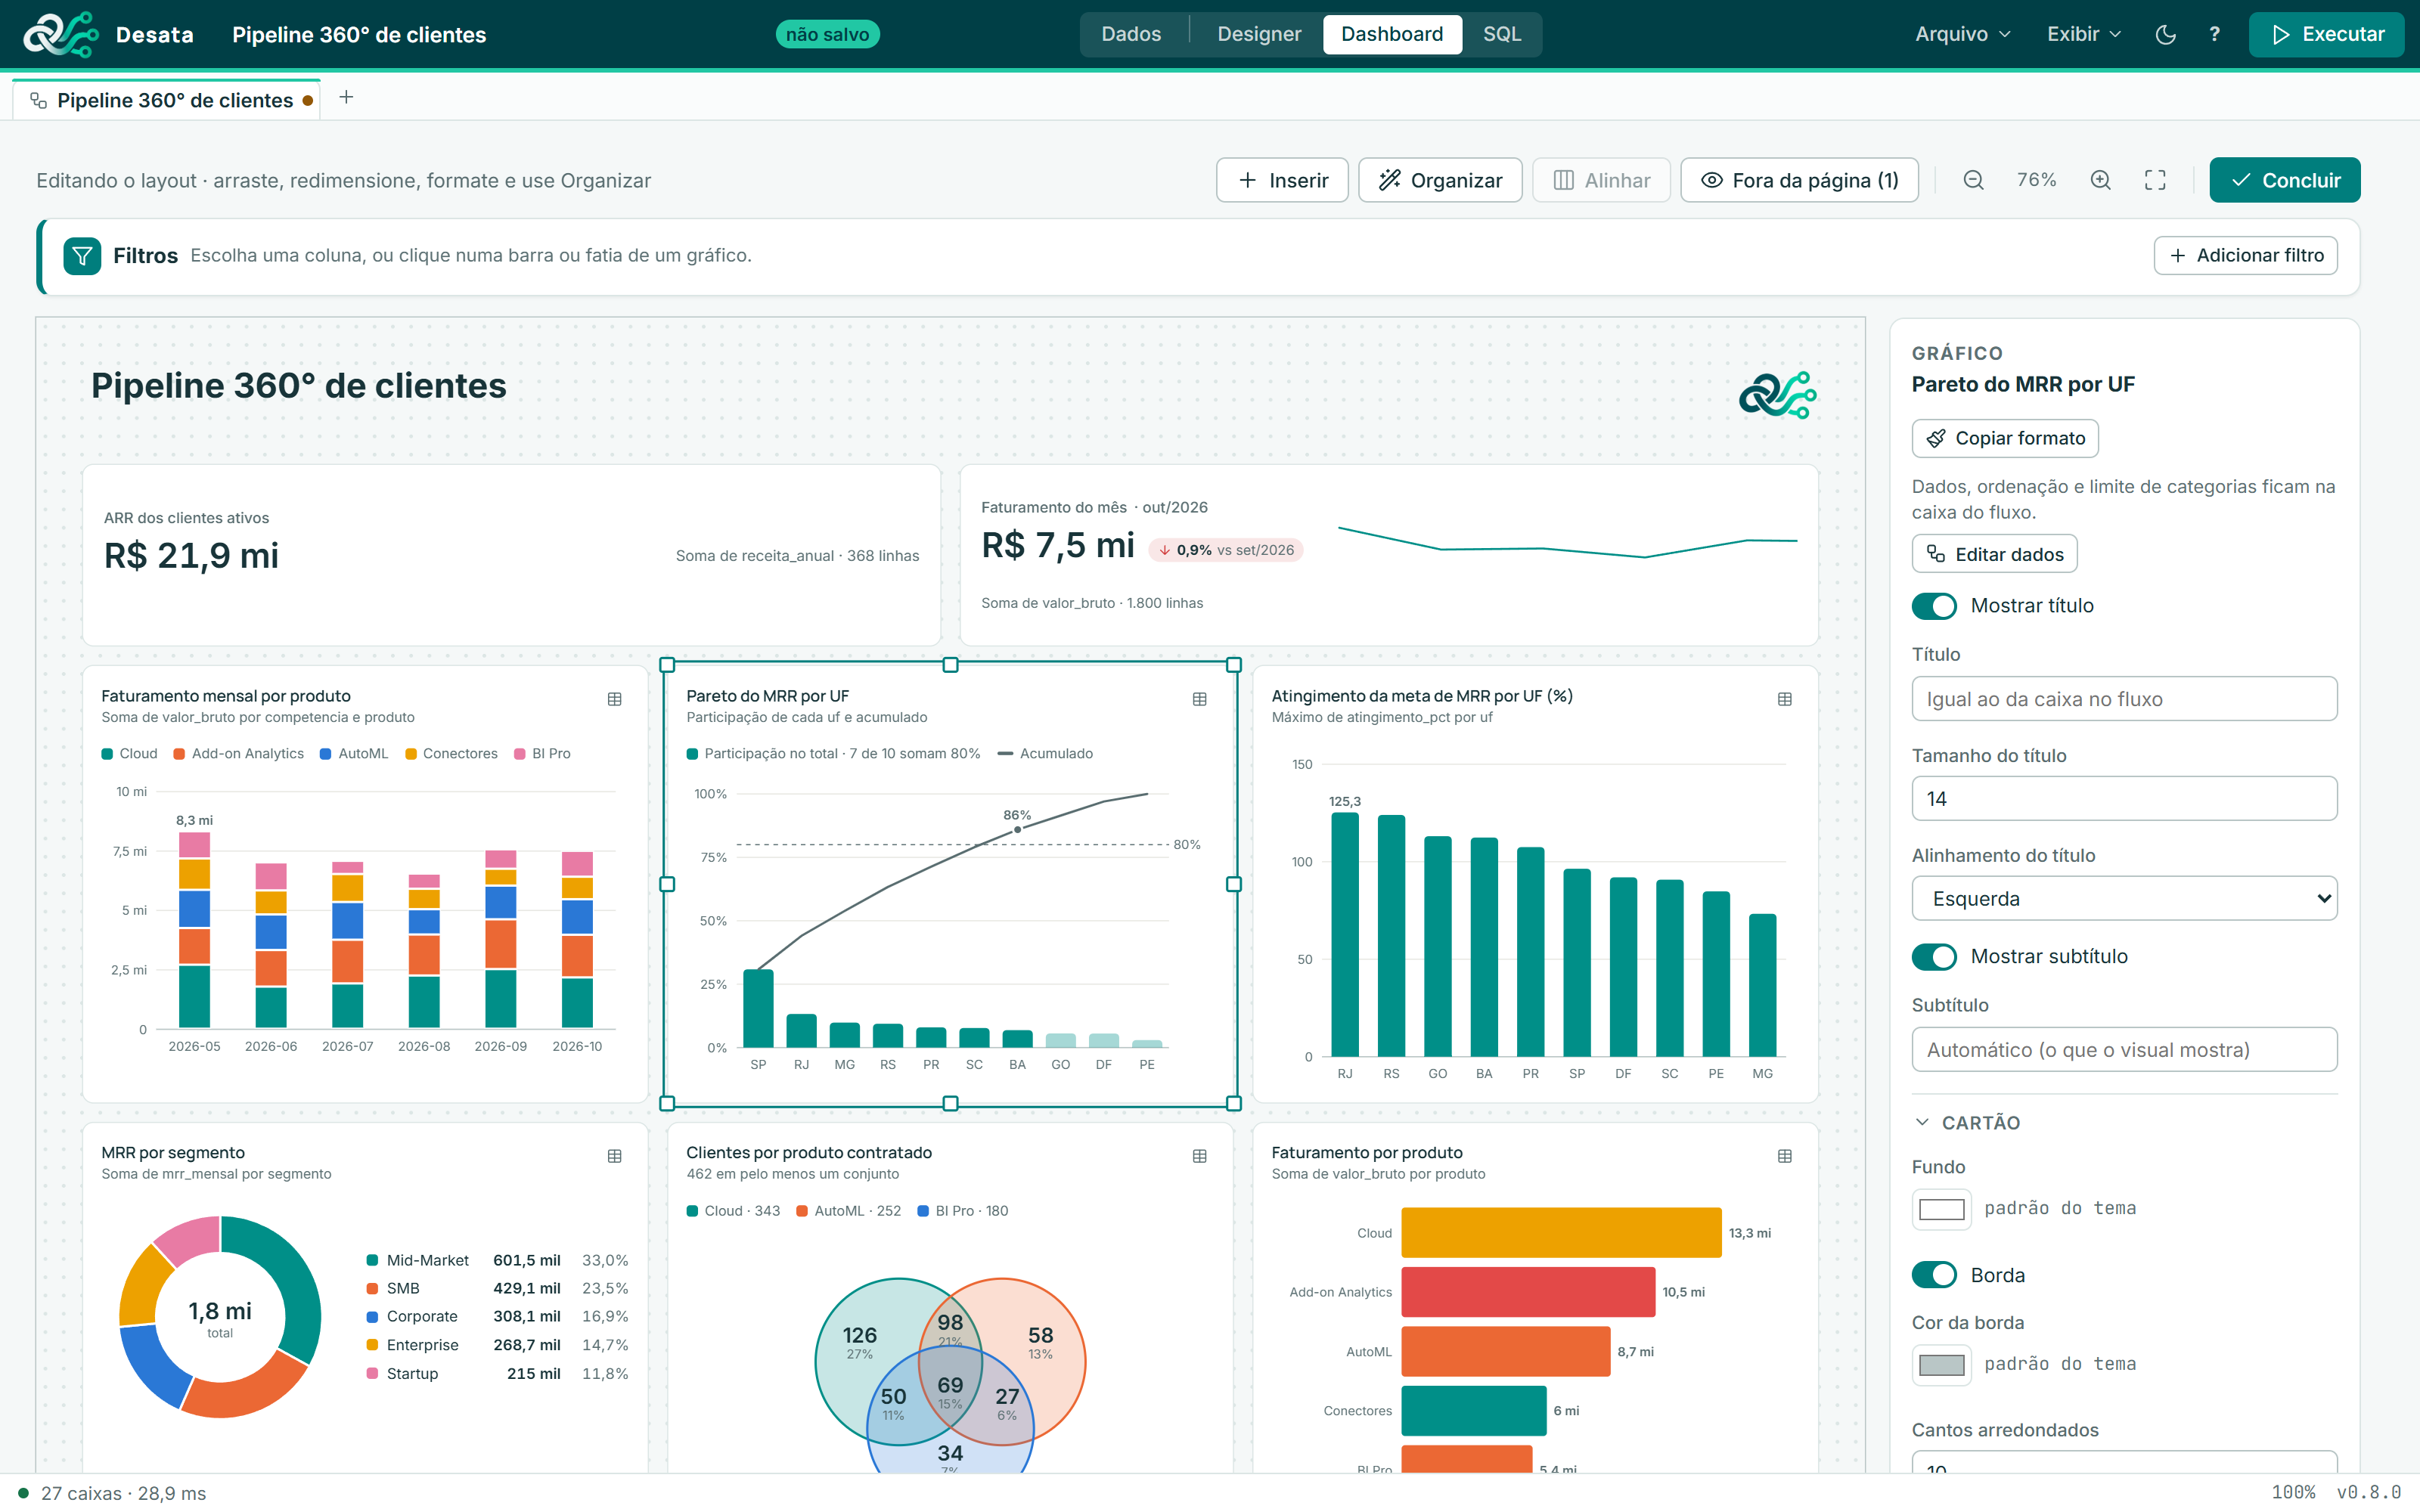 Desata
Pipeline 360° de clientes
não salvo
Dados
Designer
Dashboard
SQL
Arquivo
Exibir
?
Executar
Pipeline 360° de clientes
Editando o layout · arraste, redimensione, formate e use Organizar
Inserir
Organizar
Alinhar
Fora da página (1)
76%
Concluir
Filtros
Escolha uma coluna, ou clique numa barra ou fatia de um gráfico.
Adicionar filtro
Pipeline 360° de clientes
ARR dos clientes ativos
R$ 21,9 mi
Soma de receita_anual · 368 linhas
Faturamento do mês · out/2026
R$ 7,5 mi
0,9% vs set/2026
Soma de valor_bruto · 1.800 linhas
Faturamento mensal por produto
Soma de valor_bruto por competencia e produto
Cloud
Add-on Analytics
AutoML
Conectores
BI Pro
10 mi
8,3 mi
7,5 mi
5 mi
2,5 mi
0
2026-05
2026-06
2026-07
2026-08
2026-09
2026-10
Pareto do MRR por UF
Participação de cada uf e acumulado
Participação no total · 7 de 10 somam 80%
Acumulado
100%
86%
80%
75%
50%
25%
0%
SP
RJ
MG
RS
PR
SC
BA
GO
DF
PE
Atingimento da meta de MRR por UF (%)
Máximo de atingimento_pct por uf
150
125,3
100
50
0
RJ
RS
GO
BA
PR
SP
DF
SC
PE
MG
MRR por segmento
Soma de mrr_mensal por segmento
1,8 mi
total
Mid-Market 601,5 mil 33,0%
SMB 429,1 mil 23,5%
Corporate 308,1 mil 16,9%
Enterprise 268,7 mil 14,7%
Startup 215 mil 11,8%
Clientes por produto contratado
462 em pelo menos um conjunto
Cloud · 343
AutoML · 252
BI Pro · 180
126
27%
98
21%
58
13%
50
11%
69
15%
27
6%
34
7%
Faturamento por produto
Soma de valor_bruto por produto
Cloud
13,3 mi
Add-on Analytics
10,5 mi
AutoML
8,7 mi
Conectores
6 mi
BI Pro
5,4 mi
GRÁFICO
Pareto do MRR por UF
Copiar formato
Dados, ordenação e limite de categorias ficam na
caixa do fluxo.
Editar dados
Mostrar título
Título
Igual ao da caixa no fluxo
Tamanho do título
14
Alinhamento do título
Esquerda
Mostrar subtítulo
Subtítulo
Automático (o que o visual mostra)
CARTÃO
Fundo
padrão do tema
Borda
Cor da borda
padrão do tema
Cantos arredondados
10
27 caixas · 28,9 ms
100%
v0.8.0